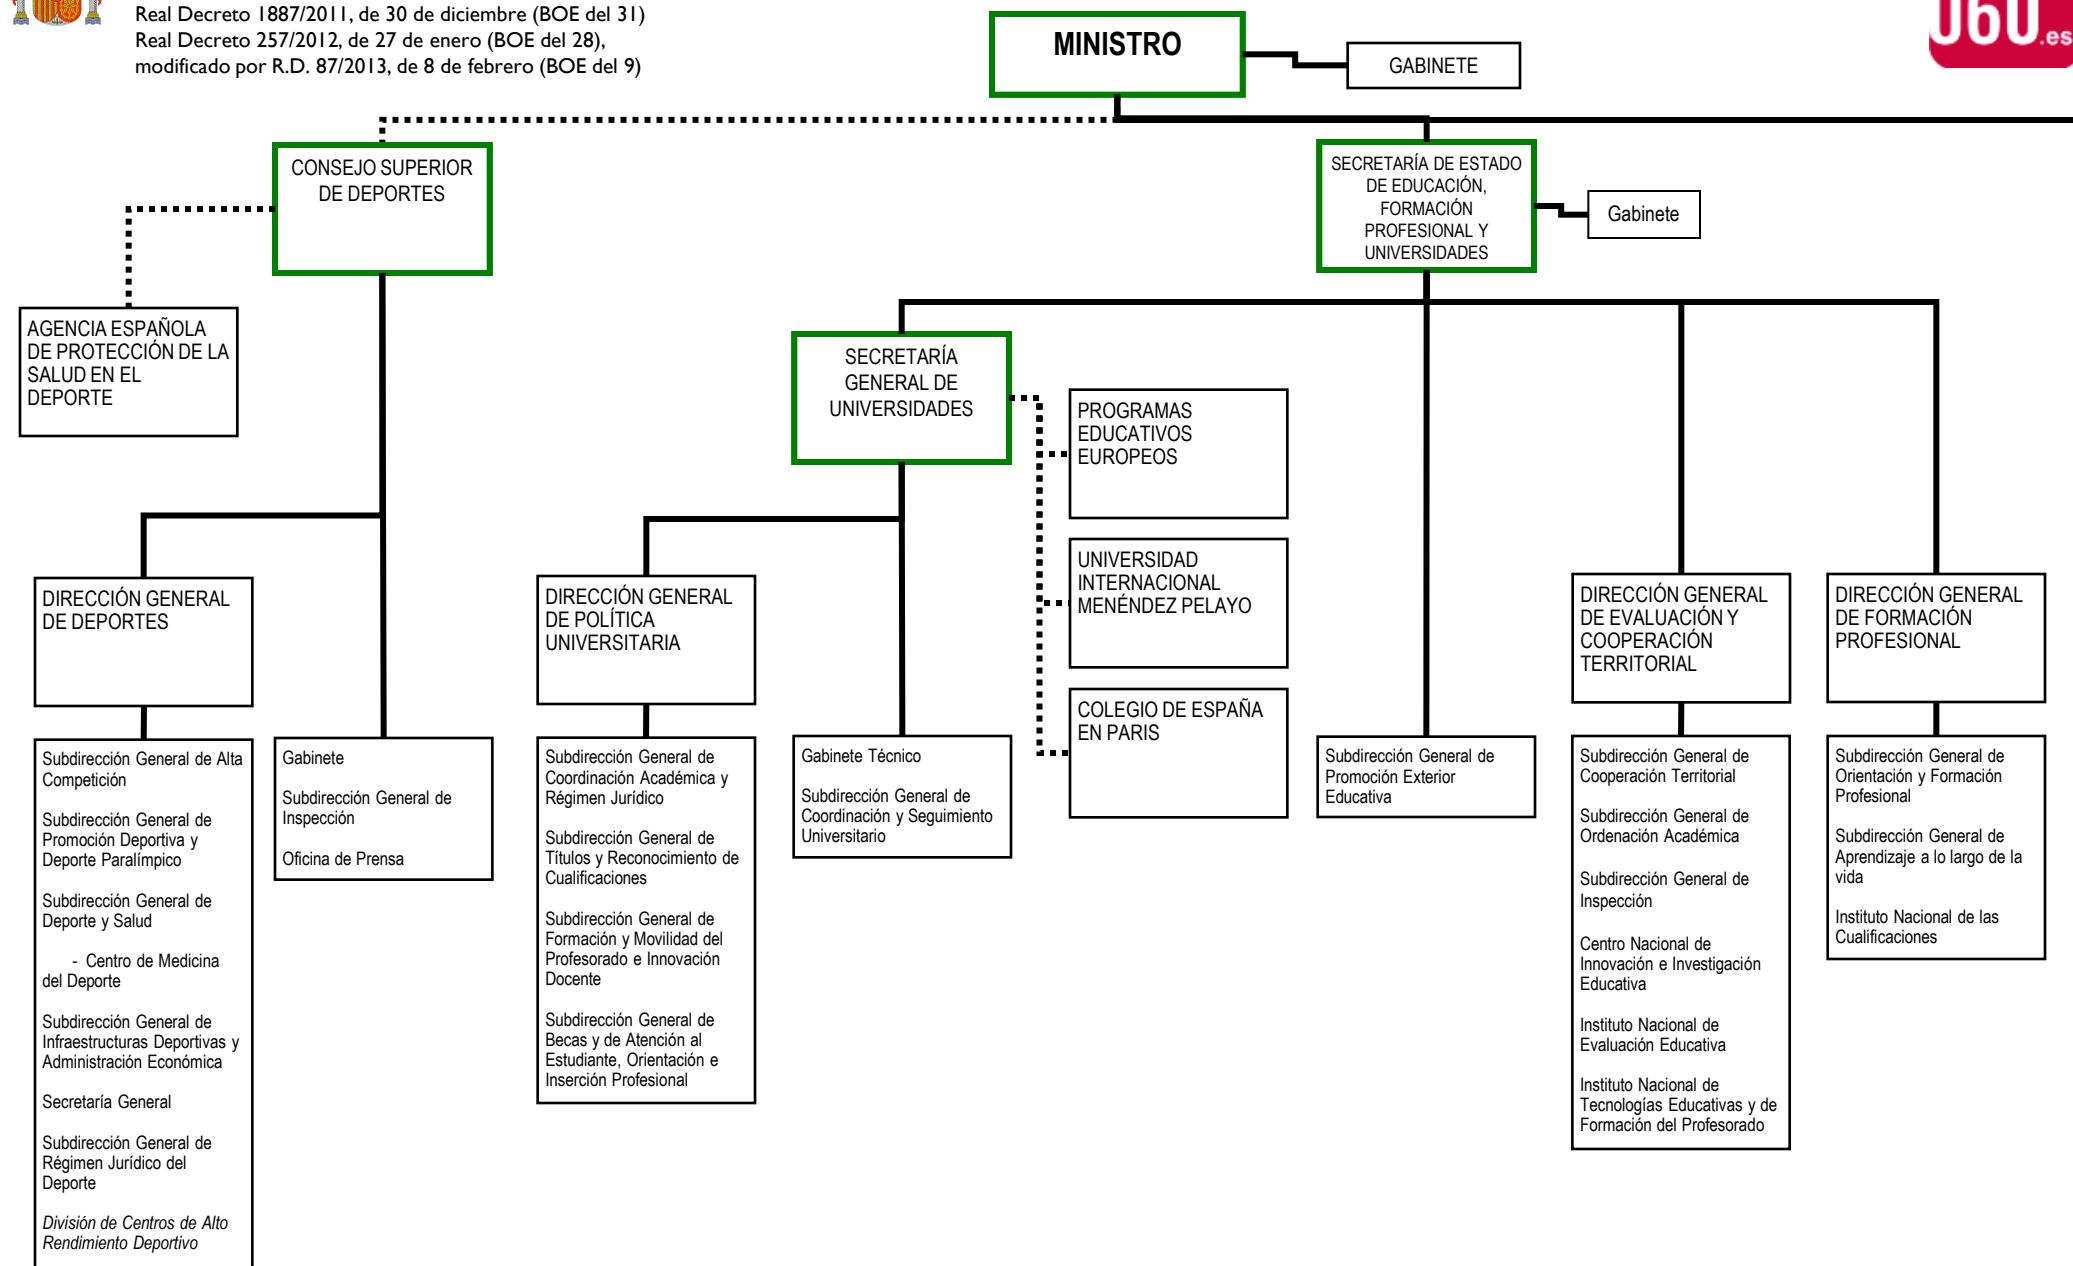 Real Decreto 1887/2011, de 30 de diciembre (BOE del 31)
Real Decreto 257/2012, de 27 de enero (BOE del 28),
modificado por R.D. 87/2013, de 8 de febrero (BOE del 9)
060.es
MINISTRO
GABINETE
CONSEJO SUPERIOR
DE DEPORTES
SECRETARÍA DE ESTADO
DE EDUCACIÓN,
FORMACIÓN
PROFESIONAL Y
UNIVERSIDADES
Gabinete
AGENCIA ESPAÑOLA
DE PROTECCIÓN DE LA
SALUD EN EL
DEPORTE
SECRETARÍA
GENERAL DE
UNIVERSIDADES
PROGRAMAS
EDUCATIVOS
EUROPEOS
UNIVERSIDAD
INTERNACIONAL
MENÉNDEZ PELAYO
COLEGIO DE ESPAÑA
EN PARIS
DIRECCIÓN GENERAL
DE DEPORTES
DIRECCIÓN GENERAL
DE POLÍTICA
UNIVERSITARIA
DIRECCIÓN GENERAL
DE EVALUACIÓN Y
COOPERACIÓN
TERRITORIAL
DIRECCIÓN GENERAL
DE FORMACIÓN
PROFESIONAL
Subdirección General de Alta
Competición
Subdirección General de
Promoción Deportiva y
Deporte Paralímpico
Subdirección General de
Deporte y Salud
- Centro de Medicina
del Deporte
Subdirección General de
Infraestructuras Deportivas y
Administración Económica
Secretaría General
Subdirección General de
Régimen Jurídico del
Deporte
División de Centros de Alto
Rendimiento Deportivo
Gabinete
Subdirección General de
Inspección
Oficina de Prensa
Subdirección General de
Coordinación Académica y
Régimen Jurídico
Subdirección General de
Títulos y Reconocimiento de
Cualificaciones
Subdirección General de
Formación y Movilidad del
Profesorado e Innovación
Docente
Subdirección General de
Becas y de Atención al
Estudiante, Orientación e
Inserción Profesional
Gabinete Técnico
Subdirección General de
Coordinación y Seguimiento
Universitario
Subdirección General de
Promoción Exterior
Educativa
Subdirección General de
Cooperación Territorial
Subdirección General de
Ordenación Académica
Subdirección General de
Inspección
Centro Nacional de
Innovación e Investigación
Educativa
Instituto Nacional de
Evaluación Educativa
Instituto Nacional de
Tecnologías Educativas y de
Formación del Profesorado
Subdirección General de
Orientación y Formación
Profesional
Subdirección General de
Aprendizaje a lo largo de la
vida
Instituto Nacional de las
Cualificaciones